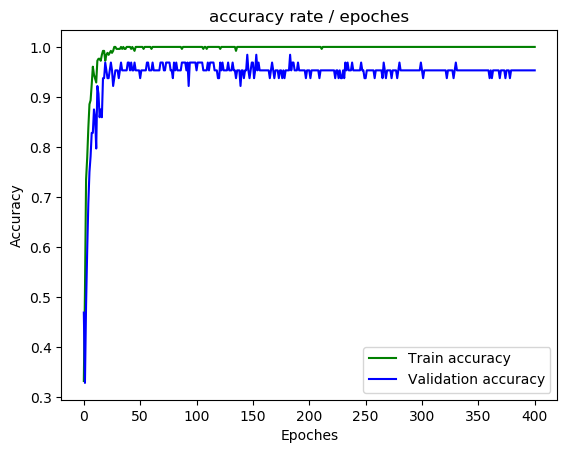 accuracy rate / epoches
1.0
0.9
0.8
0.7
0.6
0.5
0.4
0.3
Accuracy
Train accuracy
Validation accuracy
0 50 100 150 200 250 300 350 400
Epoches